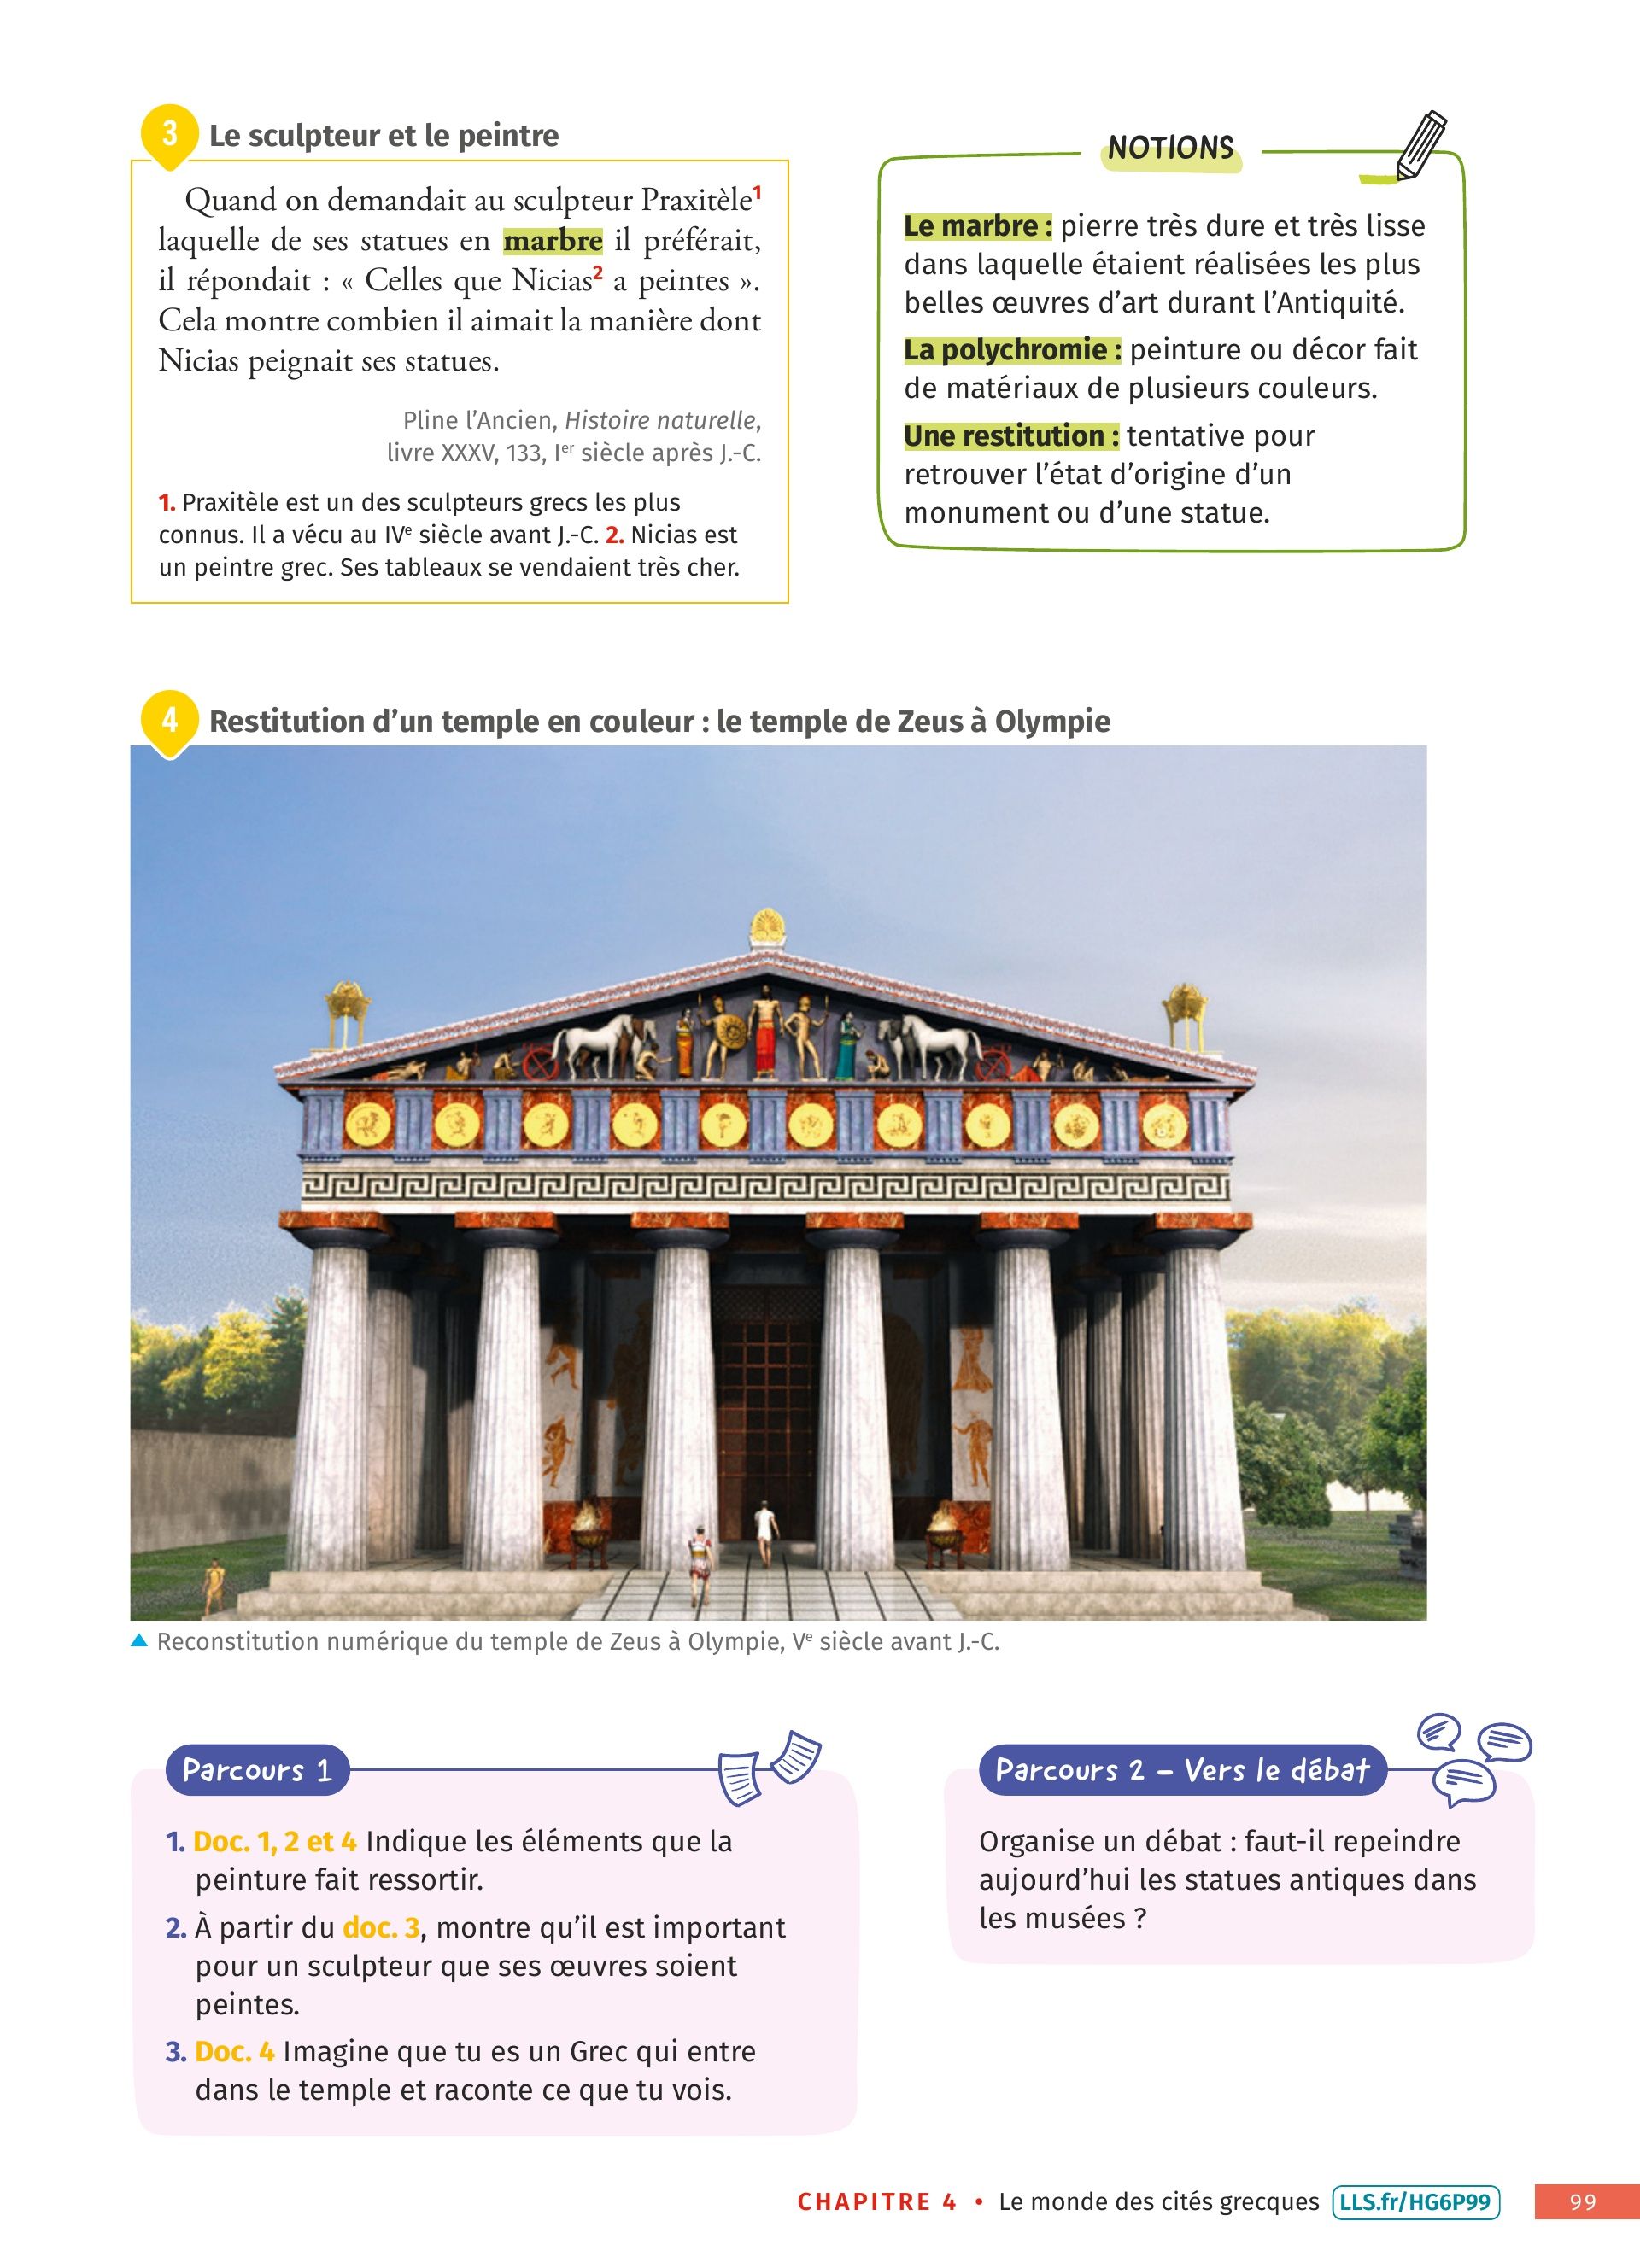 3 Le sculpteur et le peintre
Quand on demandait au sculpteur Praxitèle1
laquelle de ses statues en marbre il préférait,
il répondait : « Celles que Nicias2 a peintes ».
Cela montre combien il aimait la manière dont
Nicias peignait ses statues.
Pline l’Ancien, Histoire naturelle,
livre XXXV, 133, Ier siècle après J.-C.
1. Praxitèle est un des sculpteurs grecs les plus
connus. Il a vécu au IVe siècle avant J.-C. 2. Nicias est
un peintre grec. Ses tableaux se vendaient très cher.
NOTIONS
Le marbre : pierre très dure et très lisse
dans laquelle étaient réalisées les plus
belles œuvres d’art durant l’Antiquité.
La polychromie : peinture ou décor fait
de matériaux de plusieurs couleurs.
Une restitution : tentative pour
retrouver l’état d’origine d’un
monument ou d’une statue.
4 Restitution d’un temple en couleur : le temple de Zeus à Olympie
Reconstitution numérique du temple de Zeus à Olympie, Ve siècle avant J.-C.
Parcours 1
1. Doc. 1, 2 et 4 Indique les éléments que la
peinture fait ressortir.
2. À partir du doc. 3, montre qu’il est important
pour un sculpteur que ses œuvres soient
peintes.
3. Doc. 4 Imagine que tu es un Grec qui entre
dans le temple et raconte ce que tu vois.
Parcours 2 – Vers le débat
Organise un débat : faut-il repeindre
aujourd’hui les statues antiques dans
les musées ?
CHAPITRE 4 • Le monde des cités grecques LLS.fr/HG6P99 99